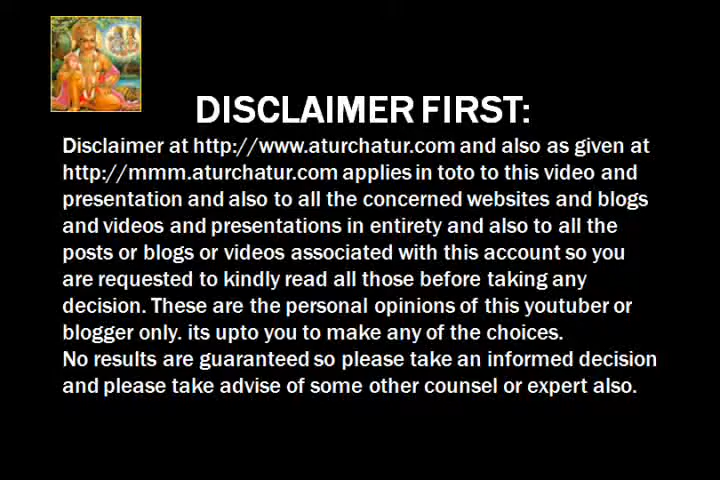 DISCLAIMER FIRST:
Disclaimer at http://www.aturchatur.com and also as given at
http://mmm.aturchatur.com applies in toto to this video and
presentation and also to all the concerned websites and blogs
and videos and presentations in entirety and also to all the
posts or blogs or videos associated with this account so you
are requested to kindly read all those before taking any
decision. These are the personal opinions of this youtuber or
blogger only. its upto you to make any of the choices.
No results are guaranteed so please take an informed decision
and please take advise of some other counsel or expert also.